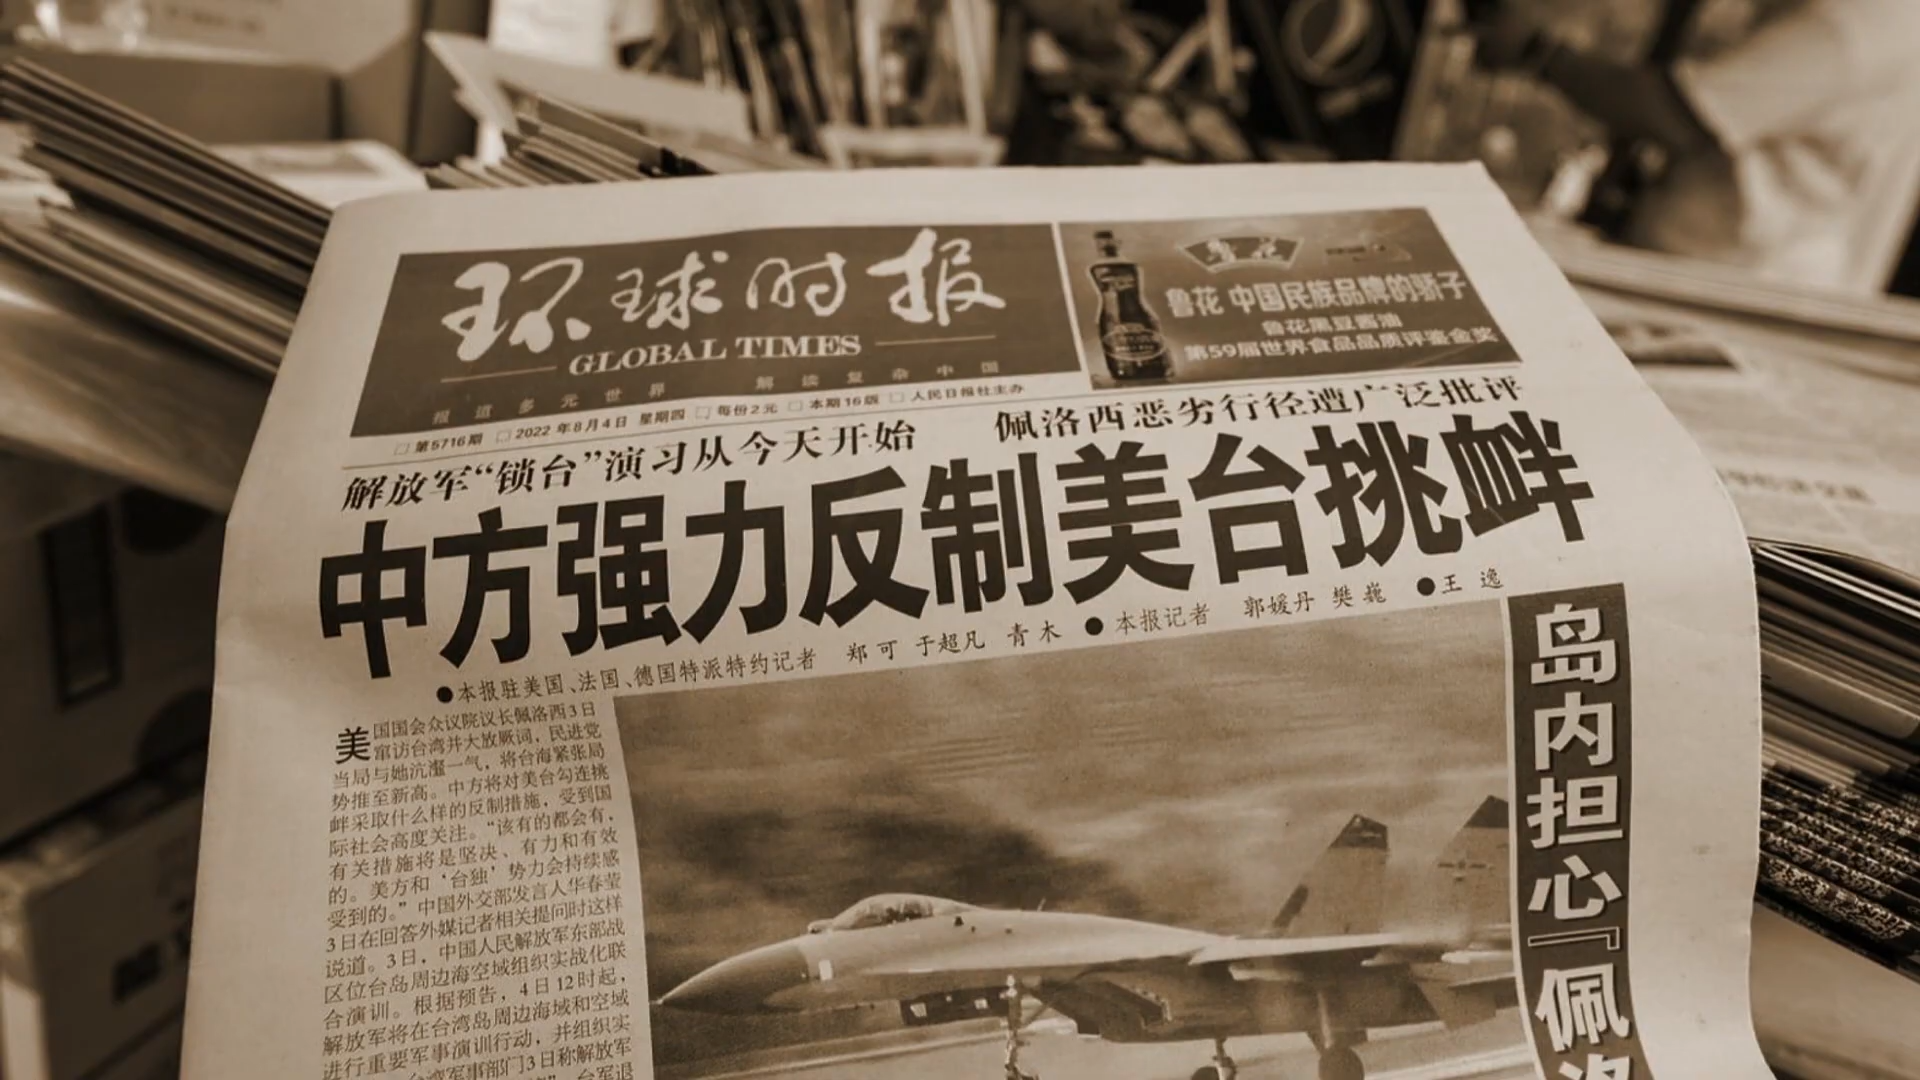 环球时报
GLOBAL TIMES
报道多元世界 解读复杂中国
鲁花
鲁花 中国民族品牌的骄子
鲁花黑豆酱油
第59届世界食品品质评鉴金奖
□第5716期 □2022年8月4日 星期四 □每份2元 □本期16版 □人民日报社主办
解放军“锁台”演习从今天开始 佩洛西恶劣行径遭广泛批评
中方强力反制美台挑衅
●本报驻美国、法国、德国特派特约记者 郑可 于超凡 青木 ●本报记者 郭媛丹 樊巍 ●王逸
美国国会众议院议长佩洛西3日
窜访台湾并大放厥词，民进党
当局与她沆瀣一气，将台海紧张局
势推至新高。中方将对美台勾连挑
衅采取什么样的反制措施，受到国
际社会高度关注。“该有的都会有，
有关措施将是坚决、有力和有效
的。美方和‘台独’势力会持续感
受到的。”中国外交部发言人华春莹
3日在回答外媒记者相关提问时这样
说道。3日，中国人民解放军东部战
区位台岛周边海空域组织实战化联
合演训。根据预告，4日12时起，
解放军将在台湾岛周边海域和空域
进行重要军事演训行动，并组织实
台湾军事部门3日称解放军
台军退
岛内担心『佩洛